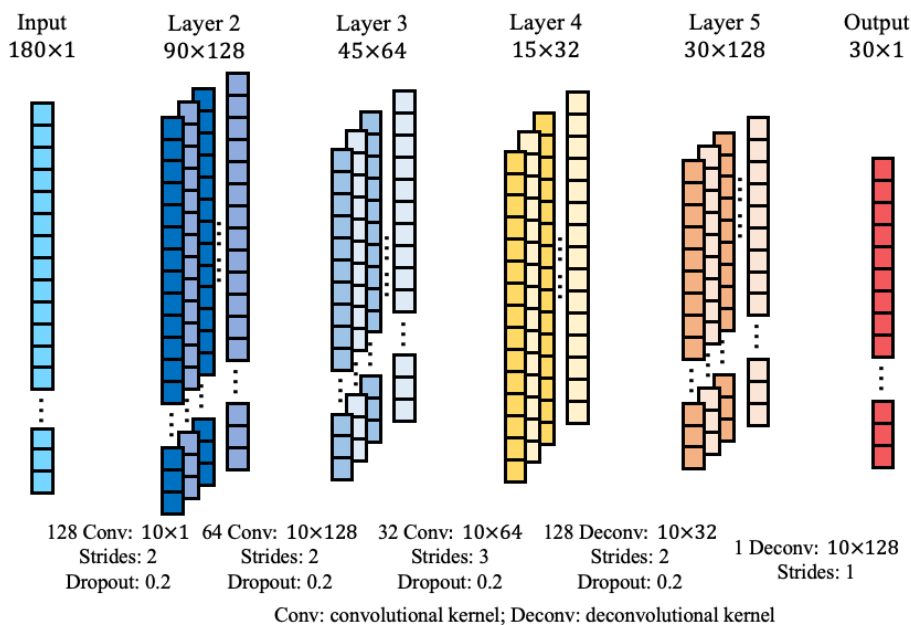 Input
180×1
Layer 2
90×128
Layer 3
45×64
Layer 4
15×32
Layer 5
30×128
Output
30×1
128 Conv: 10×1
Strides: 2
Dropout: 0.2
64 Conv: 10×128
Strides: 2
Dropout: 0.2
32 Conv: 10×64
Strides: 3
Dropout: 0.2
128 Deconv: 10×32
Strides: 2
Dropout: 0.2
1 Deconv: 10×128
Strides: 1
Conv: convolutional kernel; Deconv: deconvolutional kernel